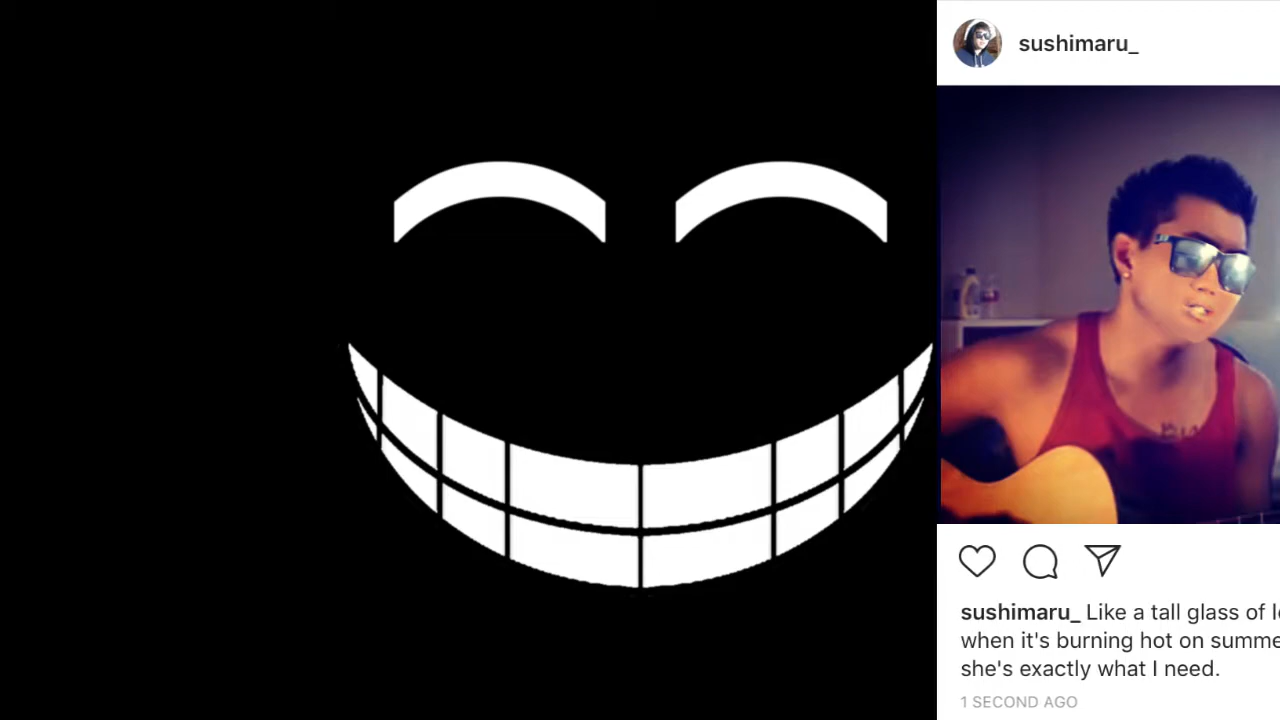 sushimaru_
sushimaru_ Like a tall glass of
when it's burning hot on
she's exactly what I need.
1 SECOND AGO